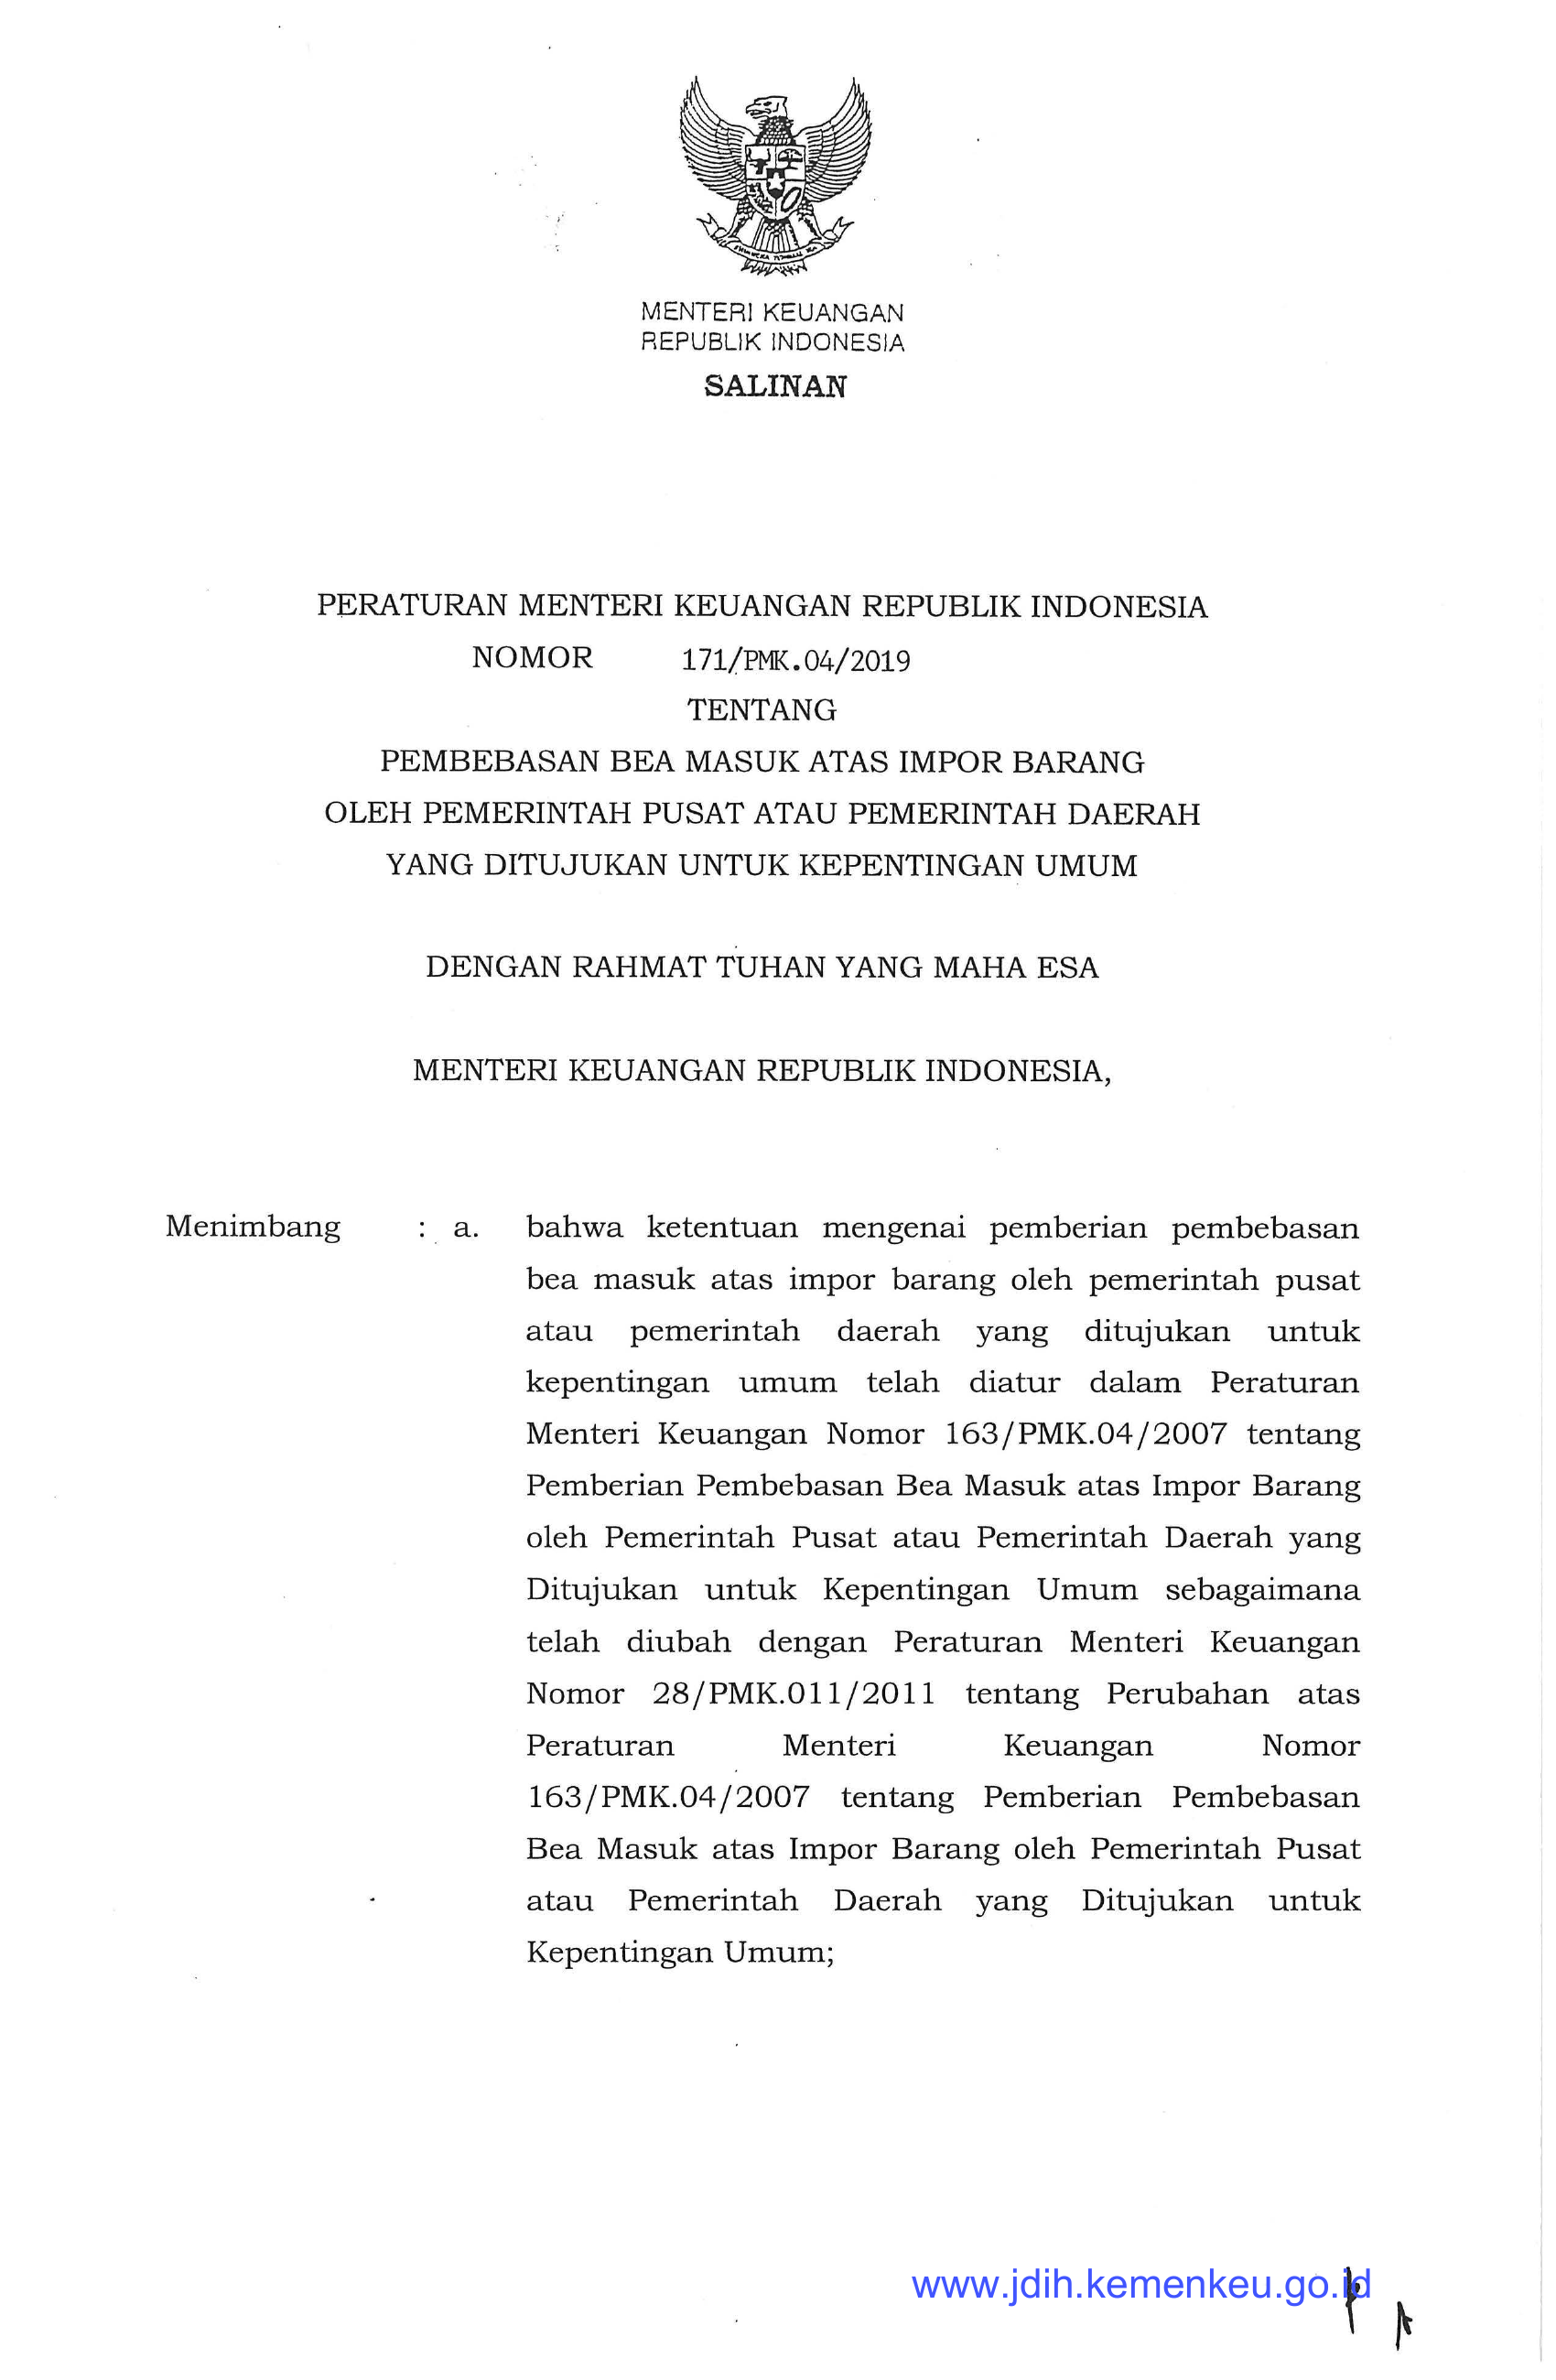 MENTERI KEUANGAN
REPUBLIK INDONESIA
SALINAN
PERATURAN MENTERI KEUANGAN REPUBLIK INDONESIA
NOMOR 171/PMK.04/2019
TENTANG
PEMBEBASAN BEA MASUK ATAS IMPOR BARANG
OLEH PEMERINTAH PUSAT ATAU PEMERINTAH DAERAH
YANG DITUJUKAN UNTUK KEPENTINGAN UMUM
DENGAN RAHMAT TUHAN YANG MAHA ESA
MENTERI KEUANGAN REPUBLIK INDONESIA,
Menimbang : a. bahwa ketentuan mengenai pemberian pembebasan
bea masuk atas impor barang oleh pemerintah pusat
atau pemerintah daerah yang ditujukan untuk
kepentingan umum telah diatur dalam Peraturan
Menteri Keuangan Nomor 163/PMK.04/2007 tentang
Pemberian Pembebasan Bea Masuk atas Impor Barang
oleh Pemerintah Pusat atau Pemerintah Daerah yang
Ditujukan untuk Kepentingan Umum sebagaimana
telah diubah dengan Peraturan Menteri Keuangan
Nomor 28/PMK.011/2011 tentang Perubahan atas
Peraturan Menteri Keuangan Nomor
163/PMK.04/2007 tentang Pemberian Pembebasan
Bea Masuk atas Impor Barang oleh Pemerintah Pusat
atau Pemerintah Daerah yang Ditujukan untuk
Kepentingan Umum;
www.jdih.kemenkeu.go.id